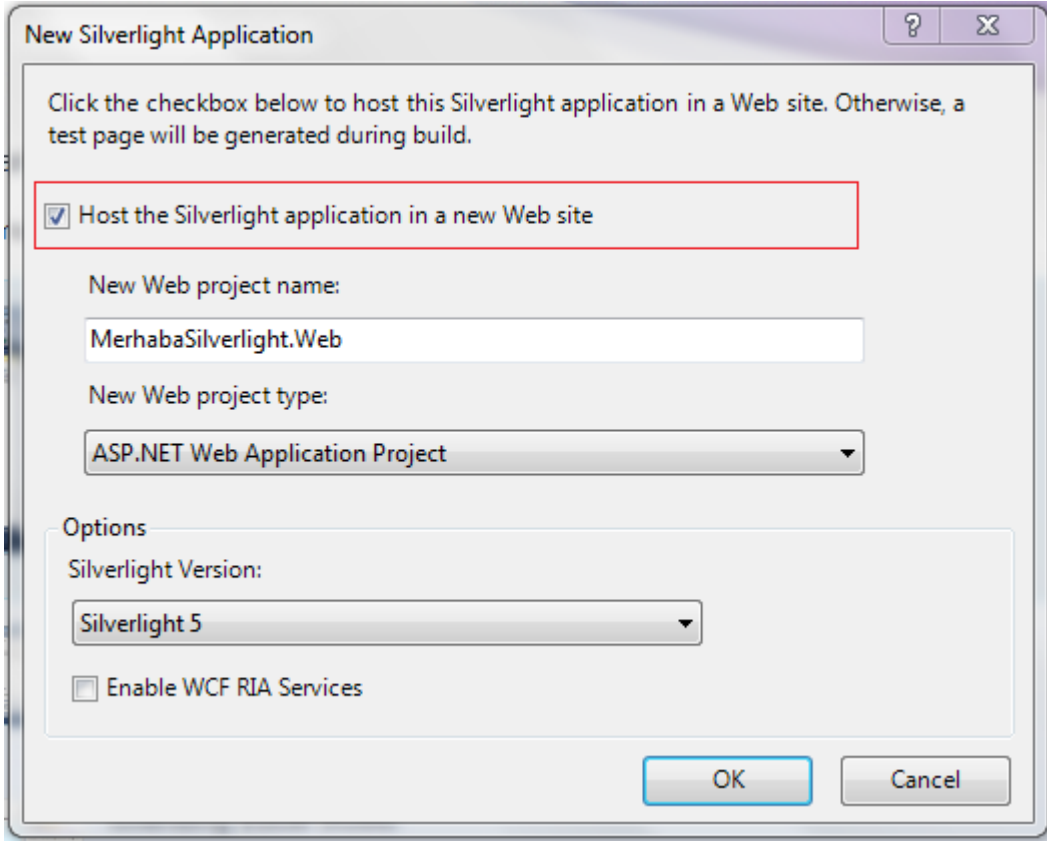 New Silverlight Application
Click the checkbox below to host this Silverlight application in a Web site. Otherwise, a
test page will be generated during build.
Host the Silverlight application in a new Web site
New Web project name:
MerhabaSilverlight.Web
New Web project type:
ASP.NET Web Application Project
Options
Silverlight Version:
Silverlight 5
Enable WCF RIA Services
OK
Cancel